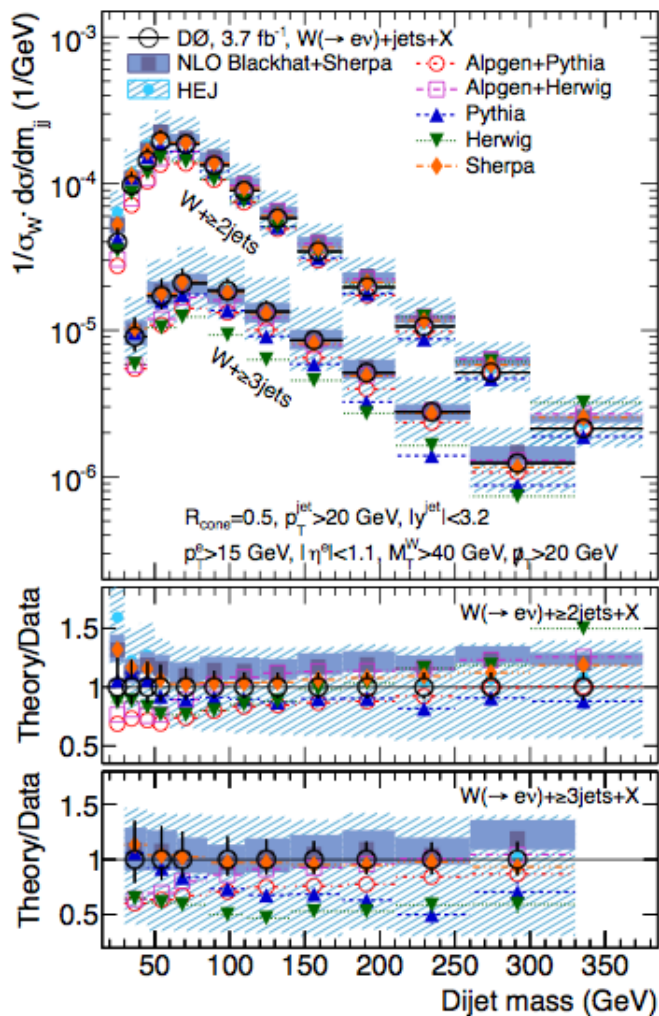 1/σ_W · dσ/dm_jj (1/GeV)
10⁻³
10⁻⁴
10⁻⁵
10⁻⁶
DØ, 3.7 fb⁻¹, W(→ eν)+jets+X
NLO Blackhat+Sherpa
HEJ
Alpgen+Pythia
Alpgen+Herwig
Pythia
Herwig
Sherpa
W+≥2jets
W+≥3jets
R_cone=0.5, p_T^jet>20 GeV, |y^jet|<3.2
p_T^e>15 GeV, |η^e|<1.1, M_T^W>40 GeV, p̸_T>20 GeV
Theory/Data
1.5
1
0.5
W(→ eν)+≥2jets+X
Theory/Data
1.5
1
0.5
W(→ eν)+≥3jets+X
50 100 150 200 250 300 350
Dijet mass (GeV)